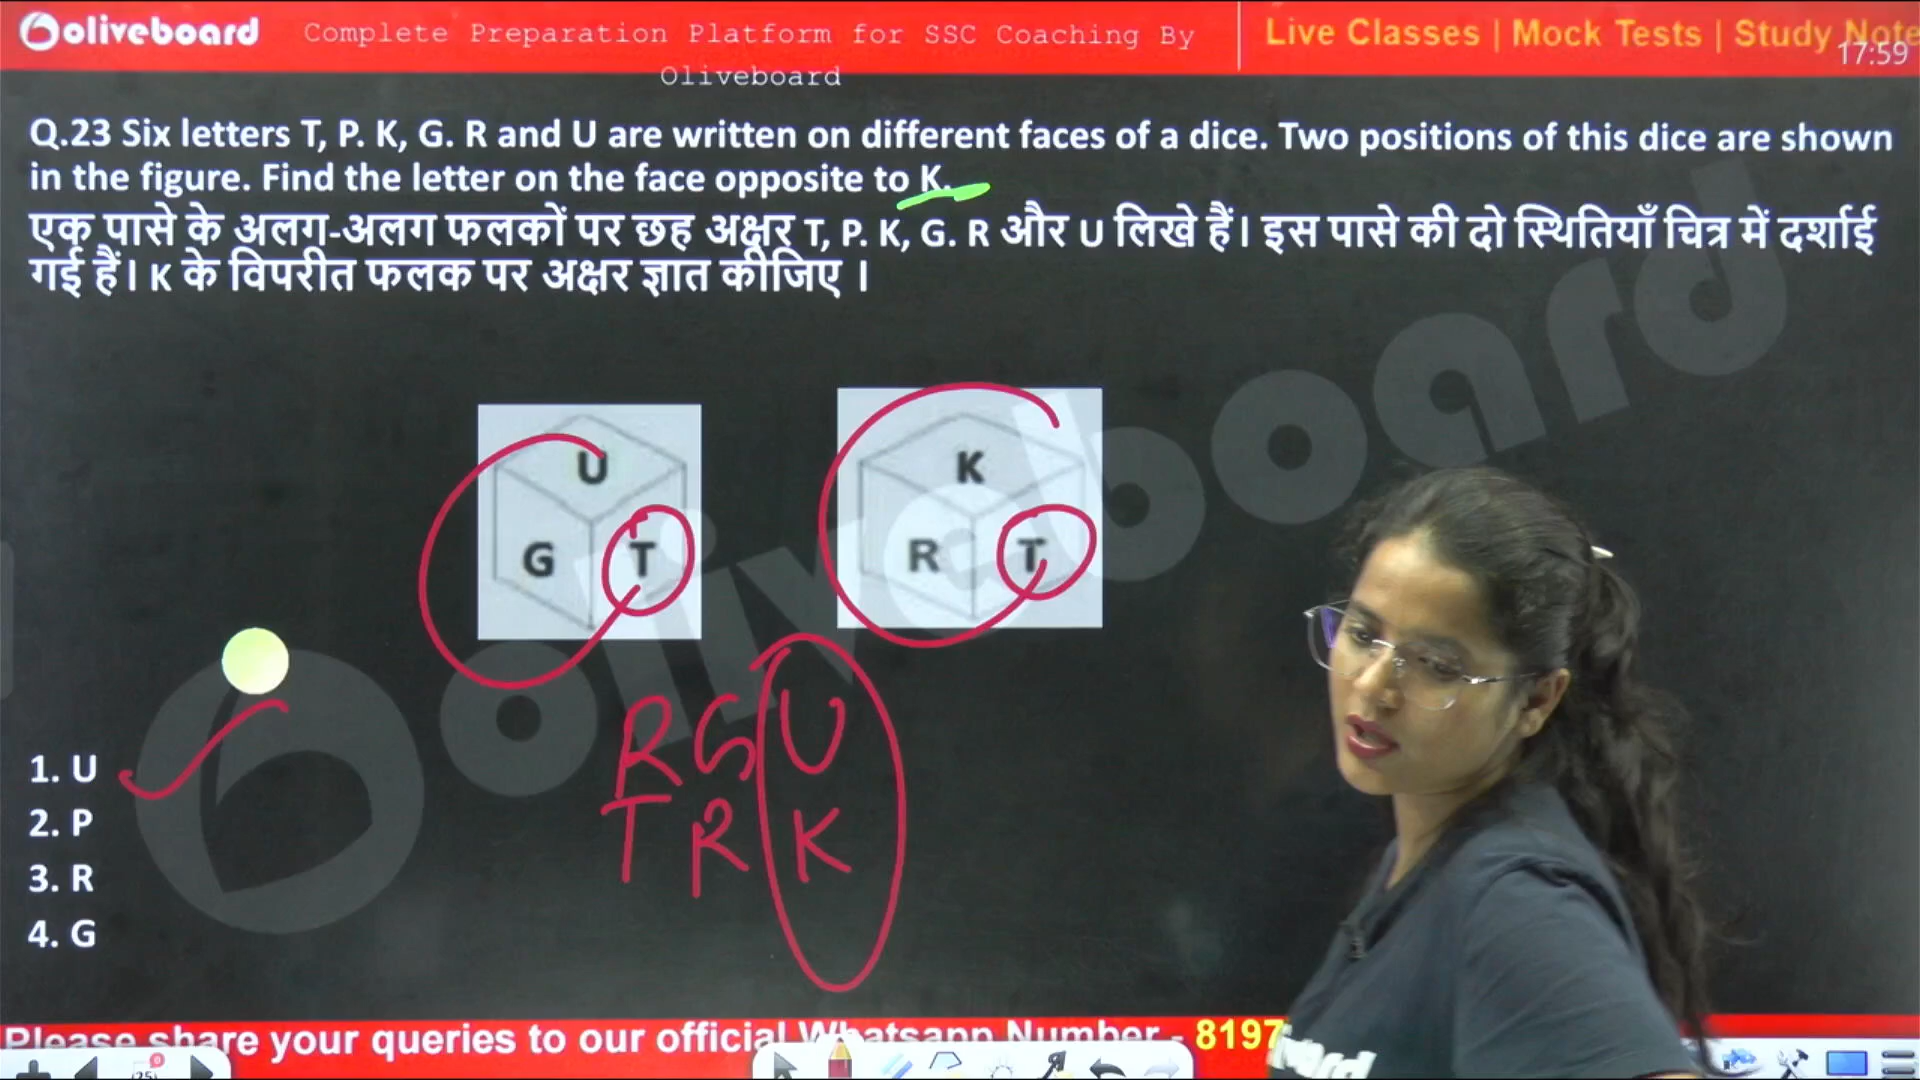 oliveboard Complete Preparation Platform for SSC Coaching By
Oliveboard
Live Classes | Mock Tests | Study Note
17:59
Q.23 Six letters T, P. K, G. R and U are written on different faces of a dice. Two positions of this dice are shown
in the figure. Find the letter on the face opposite to K.
एक पासे के अलग-अलग फलकों पर छह अक्षर T, P. K, G. R और U लिखे हैं। इस पासे की दो स्थितियाँ चित्र में दर्शाई
गई हैं। K के विपरीत फलक पर अक्षर ज्ञात कीजिए ।
oliveboard
U
G T
K
R T
R G U
T R K
1. U
2. P
3. R
4. G
Please share your queries to our official Whatsapp Number - 8197